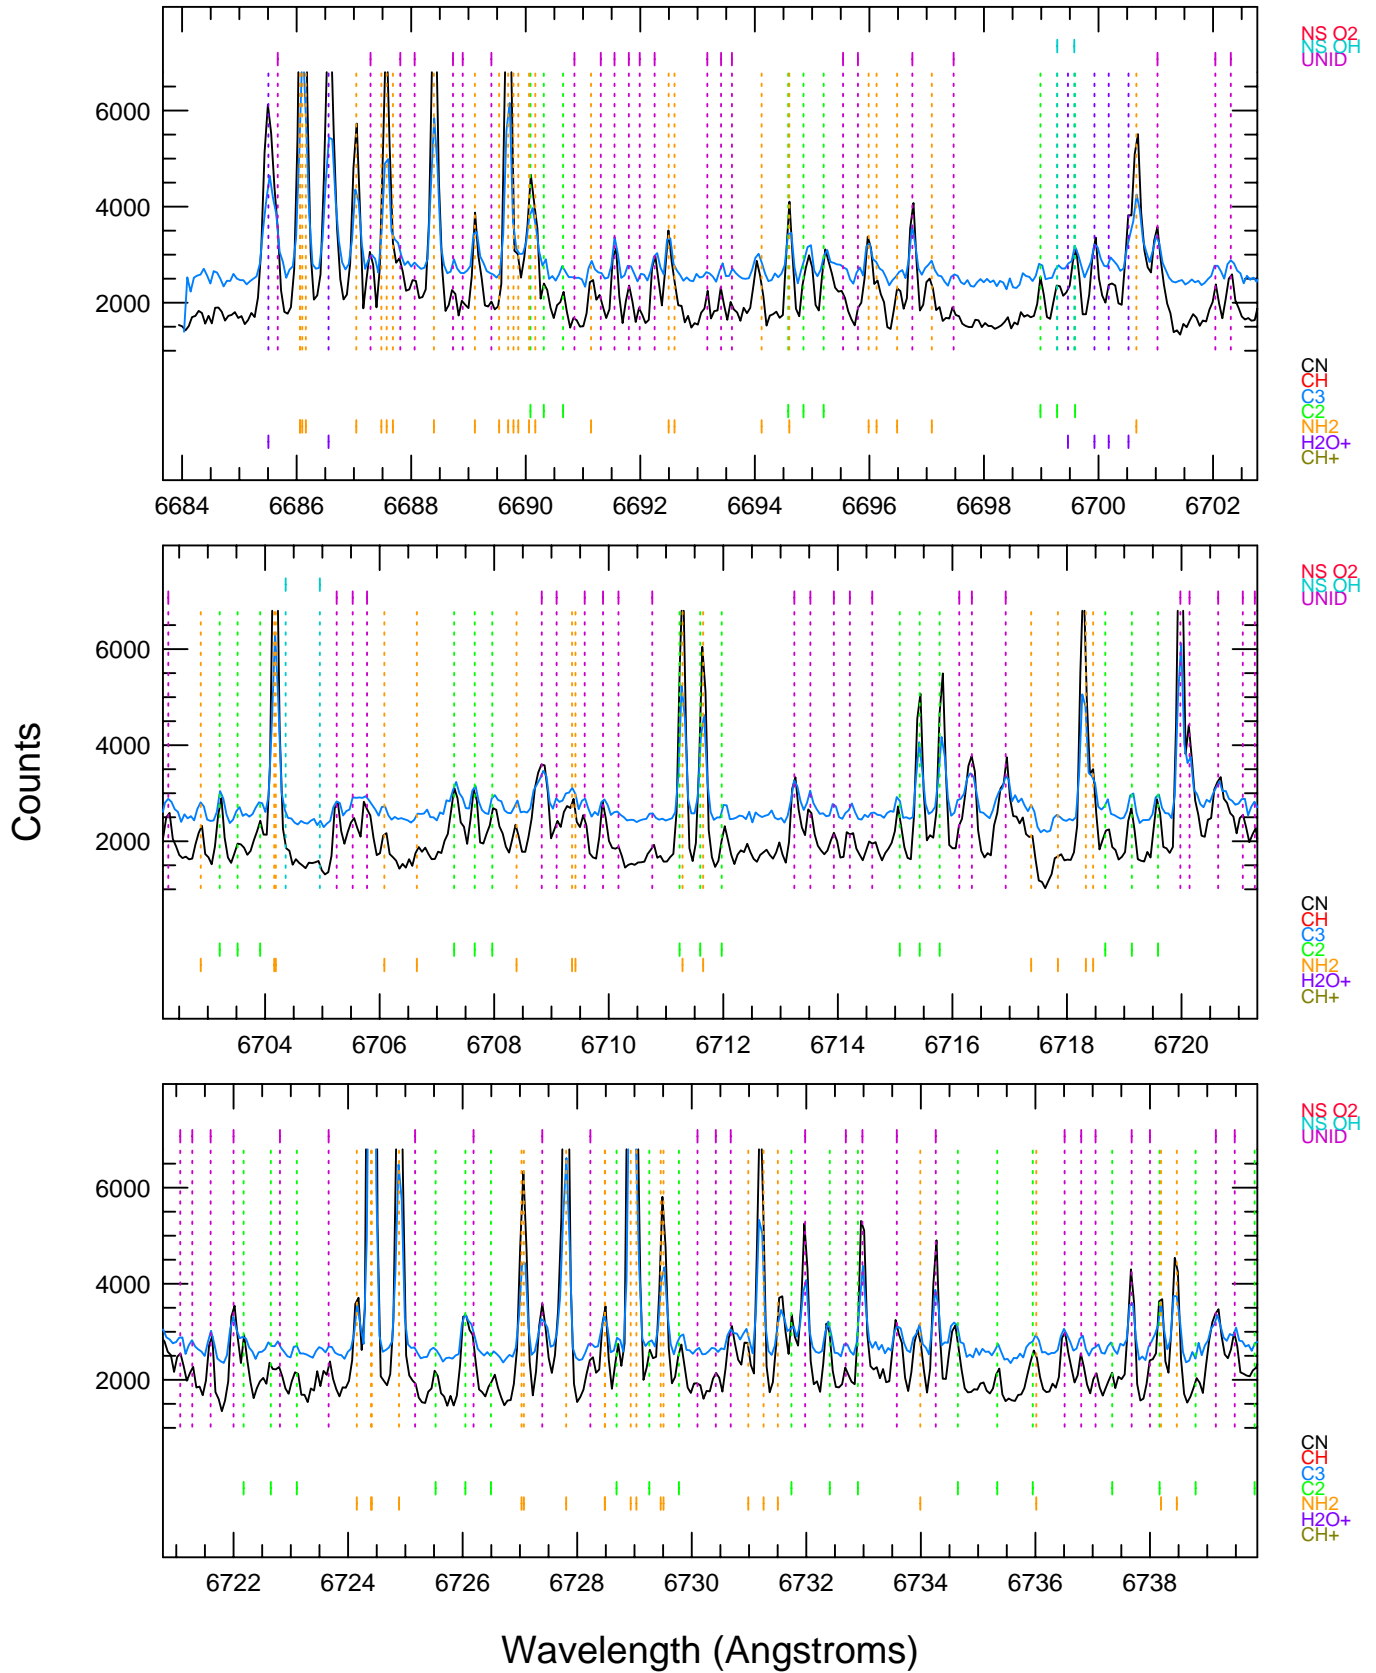 NS O2
NS OH
UNID
6000
4000
2000
CN
CH
C3
C2
NH2
H2O+
CH+
6684 6686 6688 6690 6692 6694 6696 6698 6700 6702
NS O2
NS OH
UNID
6000
4000
2000
CN
CH
C3
C2
NH2
H2O+
CH+
6704 6706 6708 6710 6712 6714 6716 6718 6720
Counts
NS O2
NS OH
UNID
6000
4000
2000
CN
CH
C3
C2
NH2
H2O+
CH+
6722 6724 6726 6728 6730 6732 6734 6736 6738
Wavelength (Angstroms)